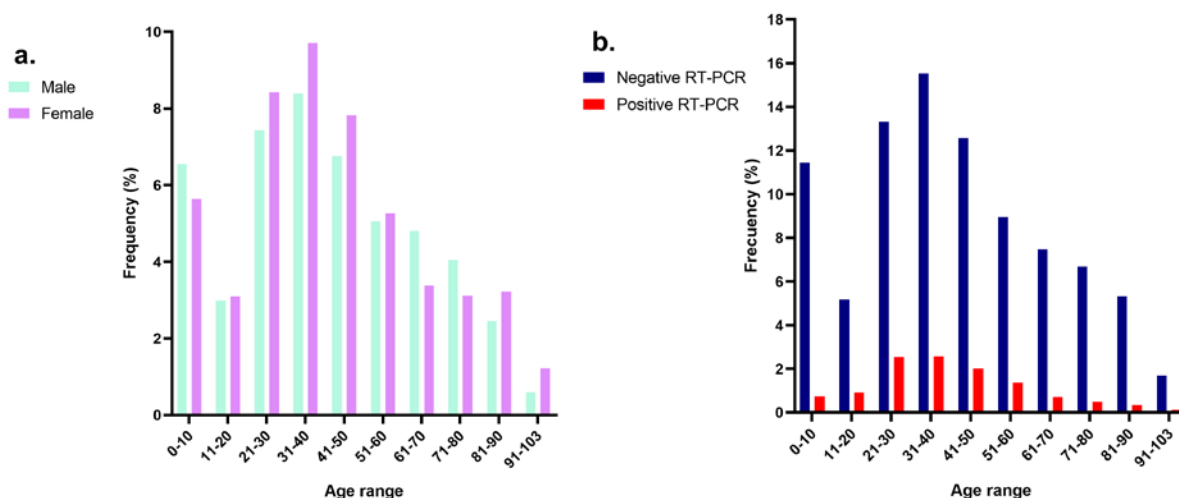 a.
Male
Female
Frequency (%)
10
8
6
4
2
0
0-10 11-20 21-30 31-40 41-50 51-60 61-70 71-80 81-90 91-103
Age range
b.
Negative RT-PCR
Positive RT-PCR
Frecuency (%)
18
16
14
12
10
8
6
4
2
0
0-10 11-20 21-30 31-40 41-50 51-60 61-70 71-80 81-90 91-103
Age range